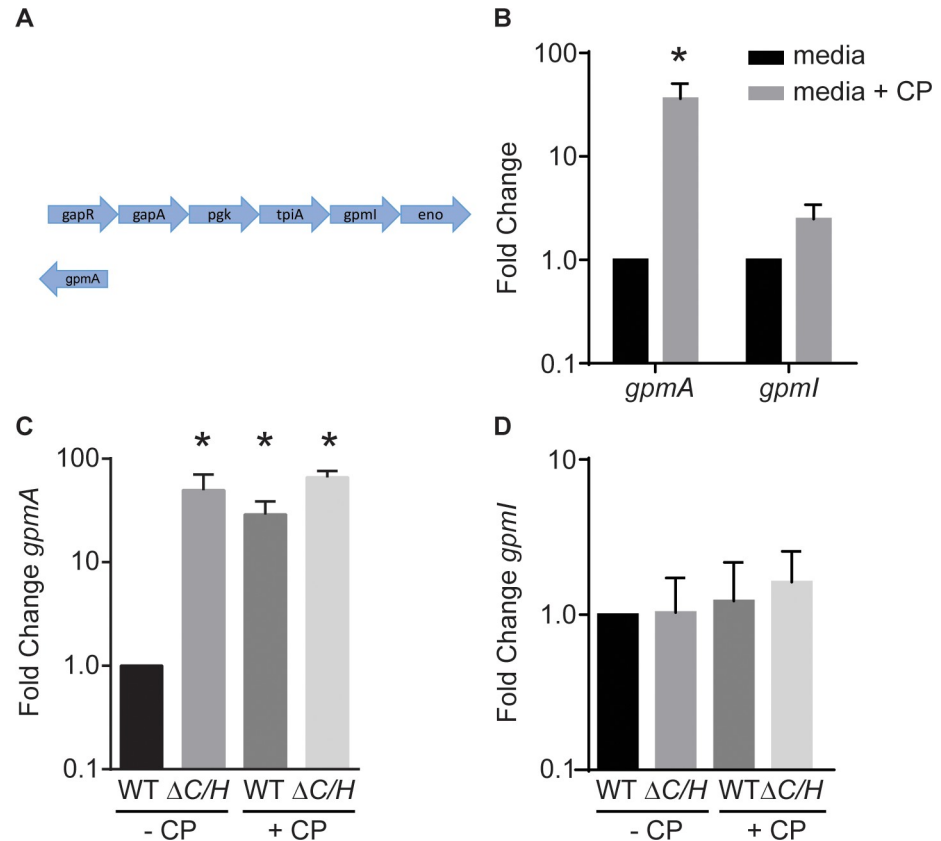 A
gapR gapA pgk tpiA gpmI eno
gpmA
B
Fold Change
100
10
1.0
0.1
*
media
media + CP
gpmA gpmI
C
Fold Change gpmA
100
10
1.0
0.1
* * *
WT ΔC/H WT ΔC/H
- CP + CP
D
Fold Change gpmI
10
1.0
0.1
WT ΔC/H WT ΔC/H
- CP + CP